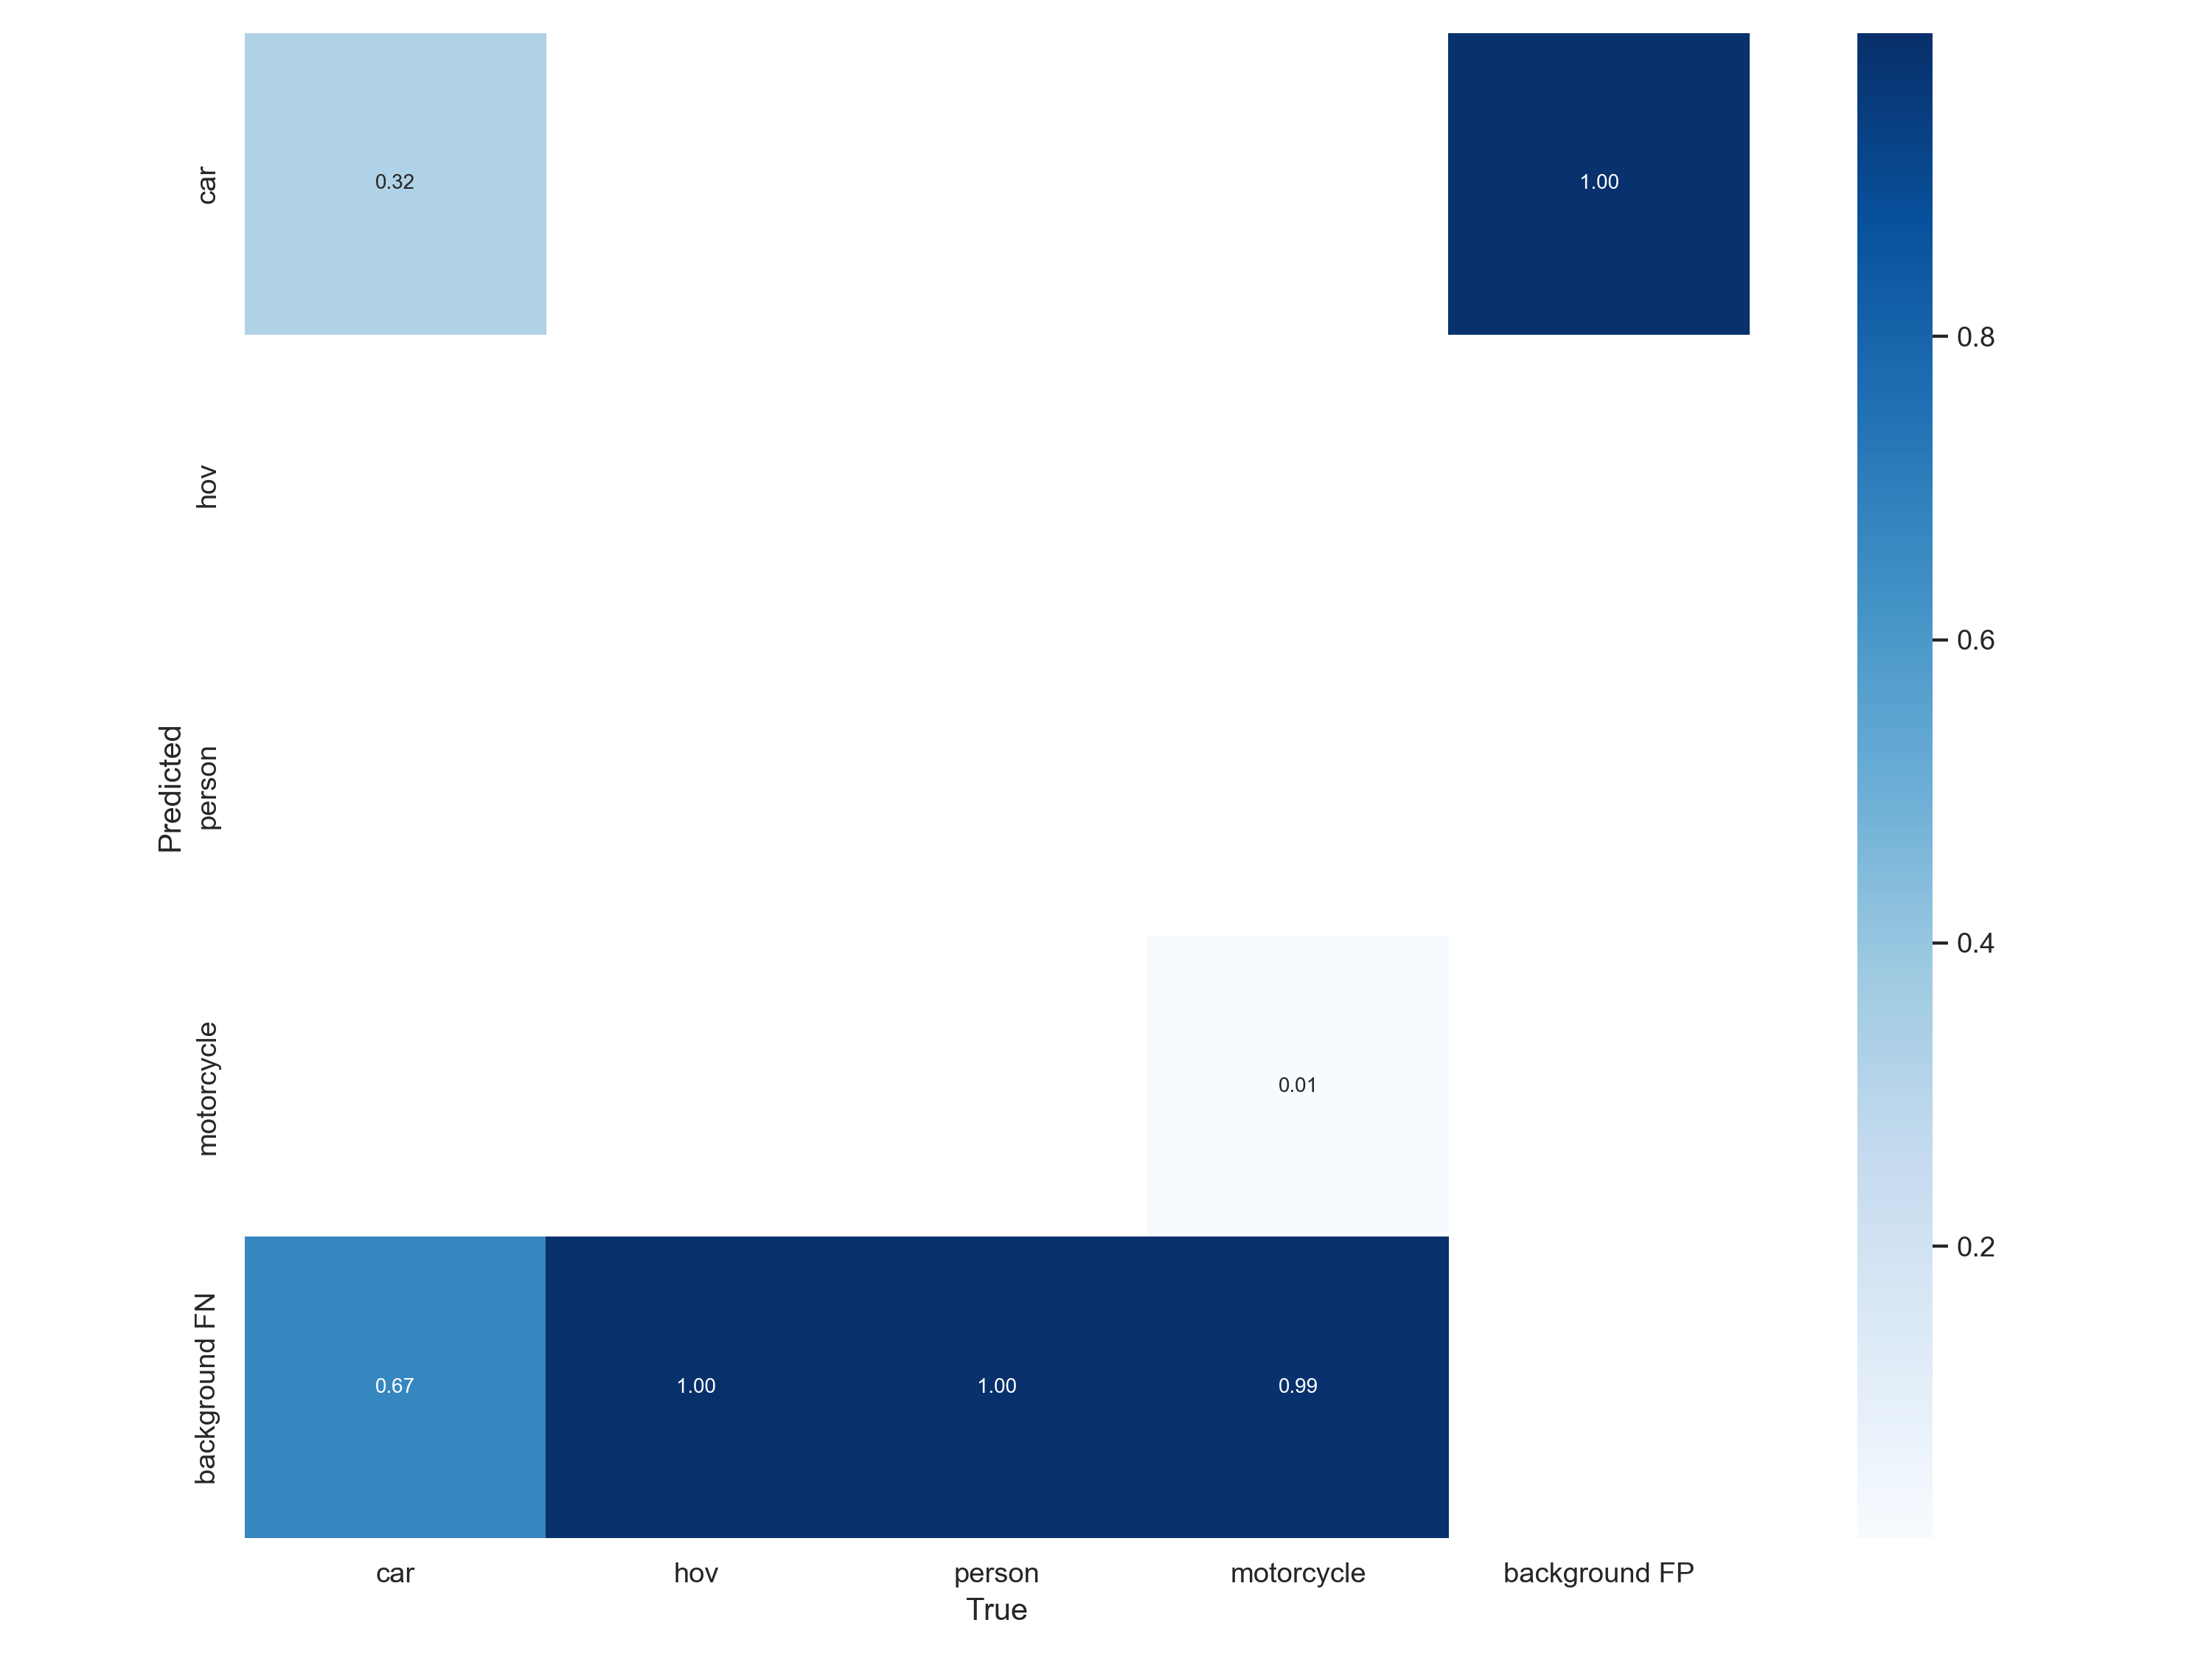 car
0.32
1.00
0.8
hov
0.6
Predicted
person
0.4
motorcycle
0.01
0.2
background FN
0.67
1.00
1.00
0.99
car
hov
person
motorcycle
background FP
True